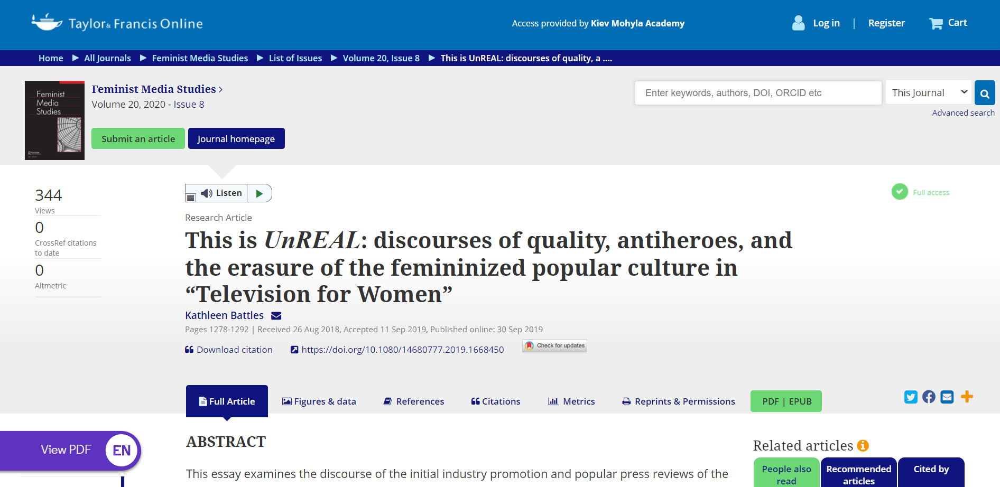 Taylor & Francis Online
Access provided by Kiev Mohyla Academy
Log in | Register
Cart
Home ▶ All Journals ▶ Feminist Media Studies ▶ List of Issues ▶ Volume 20, Issue 8 ▶ This is UnREAL: discourses of quality, a ....
Feminist
Media
Studies
Feminist Media Studies >
Volume 20, 2020 - Issue 8
Submit an article
Journal homepage
Enter keywords, authors, DOI, ORCID etc
This Journal
Advanced search
344
Views
0
CrossRef citations
to date
0
Altmetric
Listen
Full access
Research Article
This is UnREAL: discourses of quality, antiheroes, and
the erasure of the femininized popular culture in
“Television for Women”
Kathleen Battles
Pages 1278-1292 | Received 26 Aug 2018, Accepted 11 Sep 2019, Published online: 30 Sep 2019
Download citation
https://doi.org/10.1080/14680777.2019.1668450
Check for updates
Full Article
Figures & data
References
Citations
Metrics
Reprints & Permissions
PDF | EPUB
View PDF
EN
ABSTRACT
This essay examines the discourse of the initial industry promotion and popular press reviews of the
Related articles
People also
read
Recommended
articles
Cited by